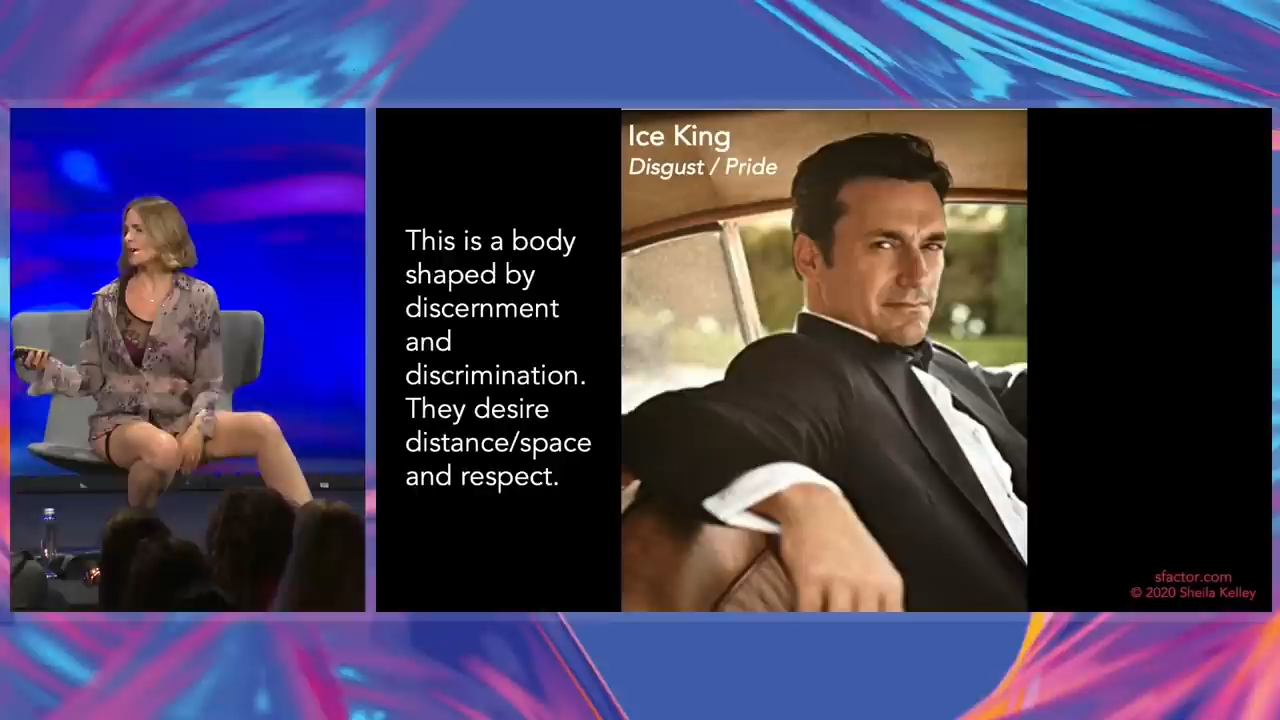 Ice King
Disgust / Pride
This is a body
shaped by
discernment
and
discrimination.
They desire
distance/space
and respect.
sfactor.com
© 2020 Sheila Kelley